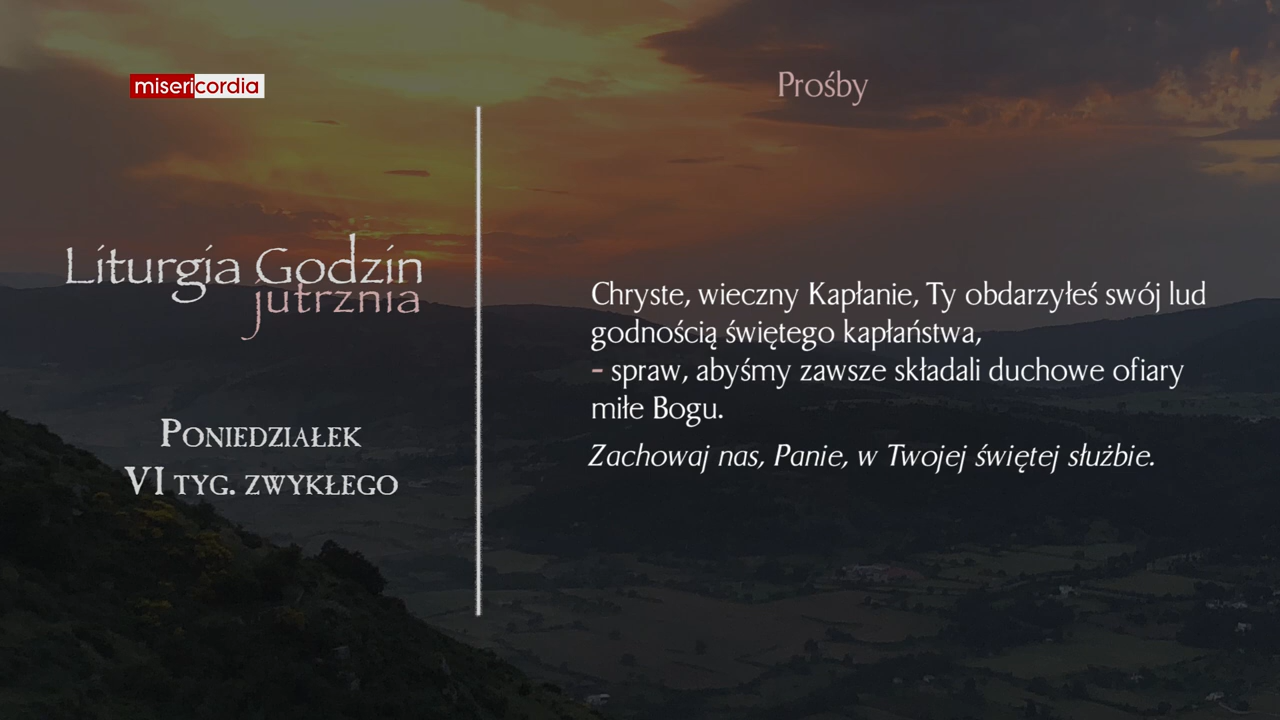 misericordia
Prośby
Liturgia Godzin
jutrznia
Poniedziałek
VI tyg. zwykłego
Chryste, wieczny Kapłanie, Ty obdarzyłeś swój lud
godnością świętego kapłaństwa,
- spraw, abyśmy zawsze składali duchowe ofiary
miłe Bogu.
Zachowaj nas, Panie, w Twojej świętej służbie.